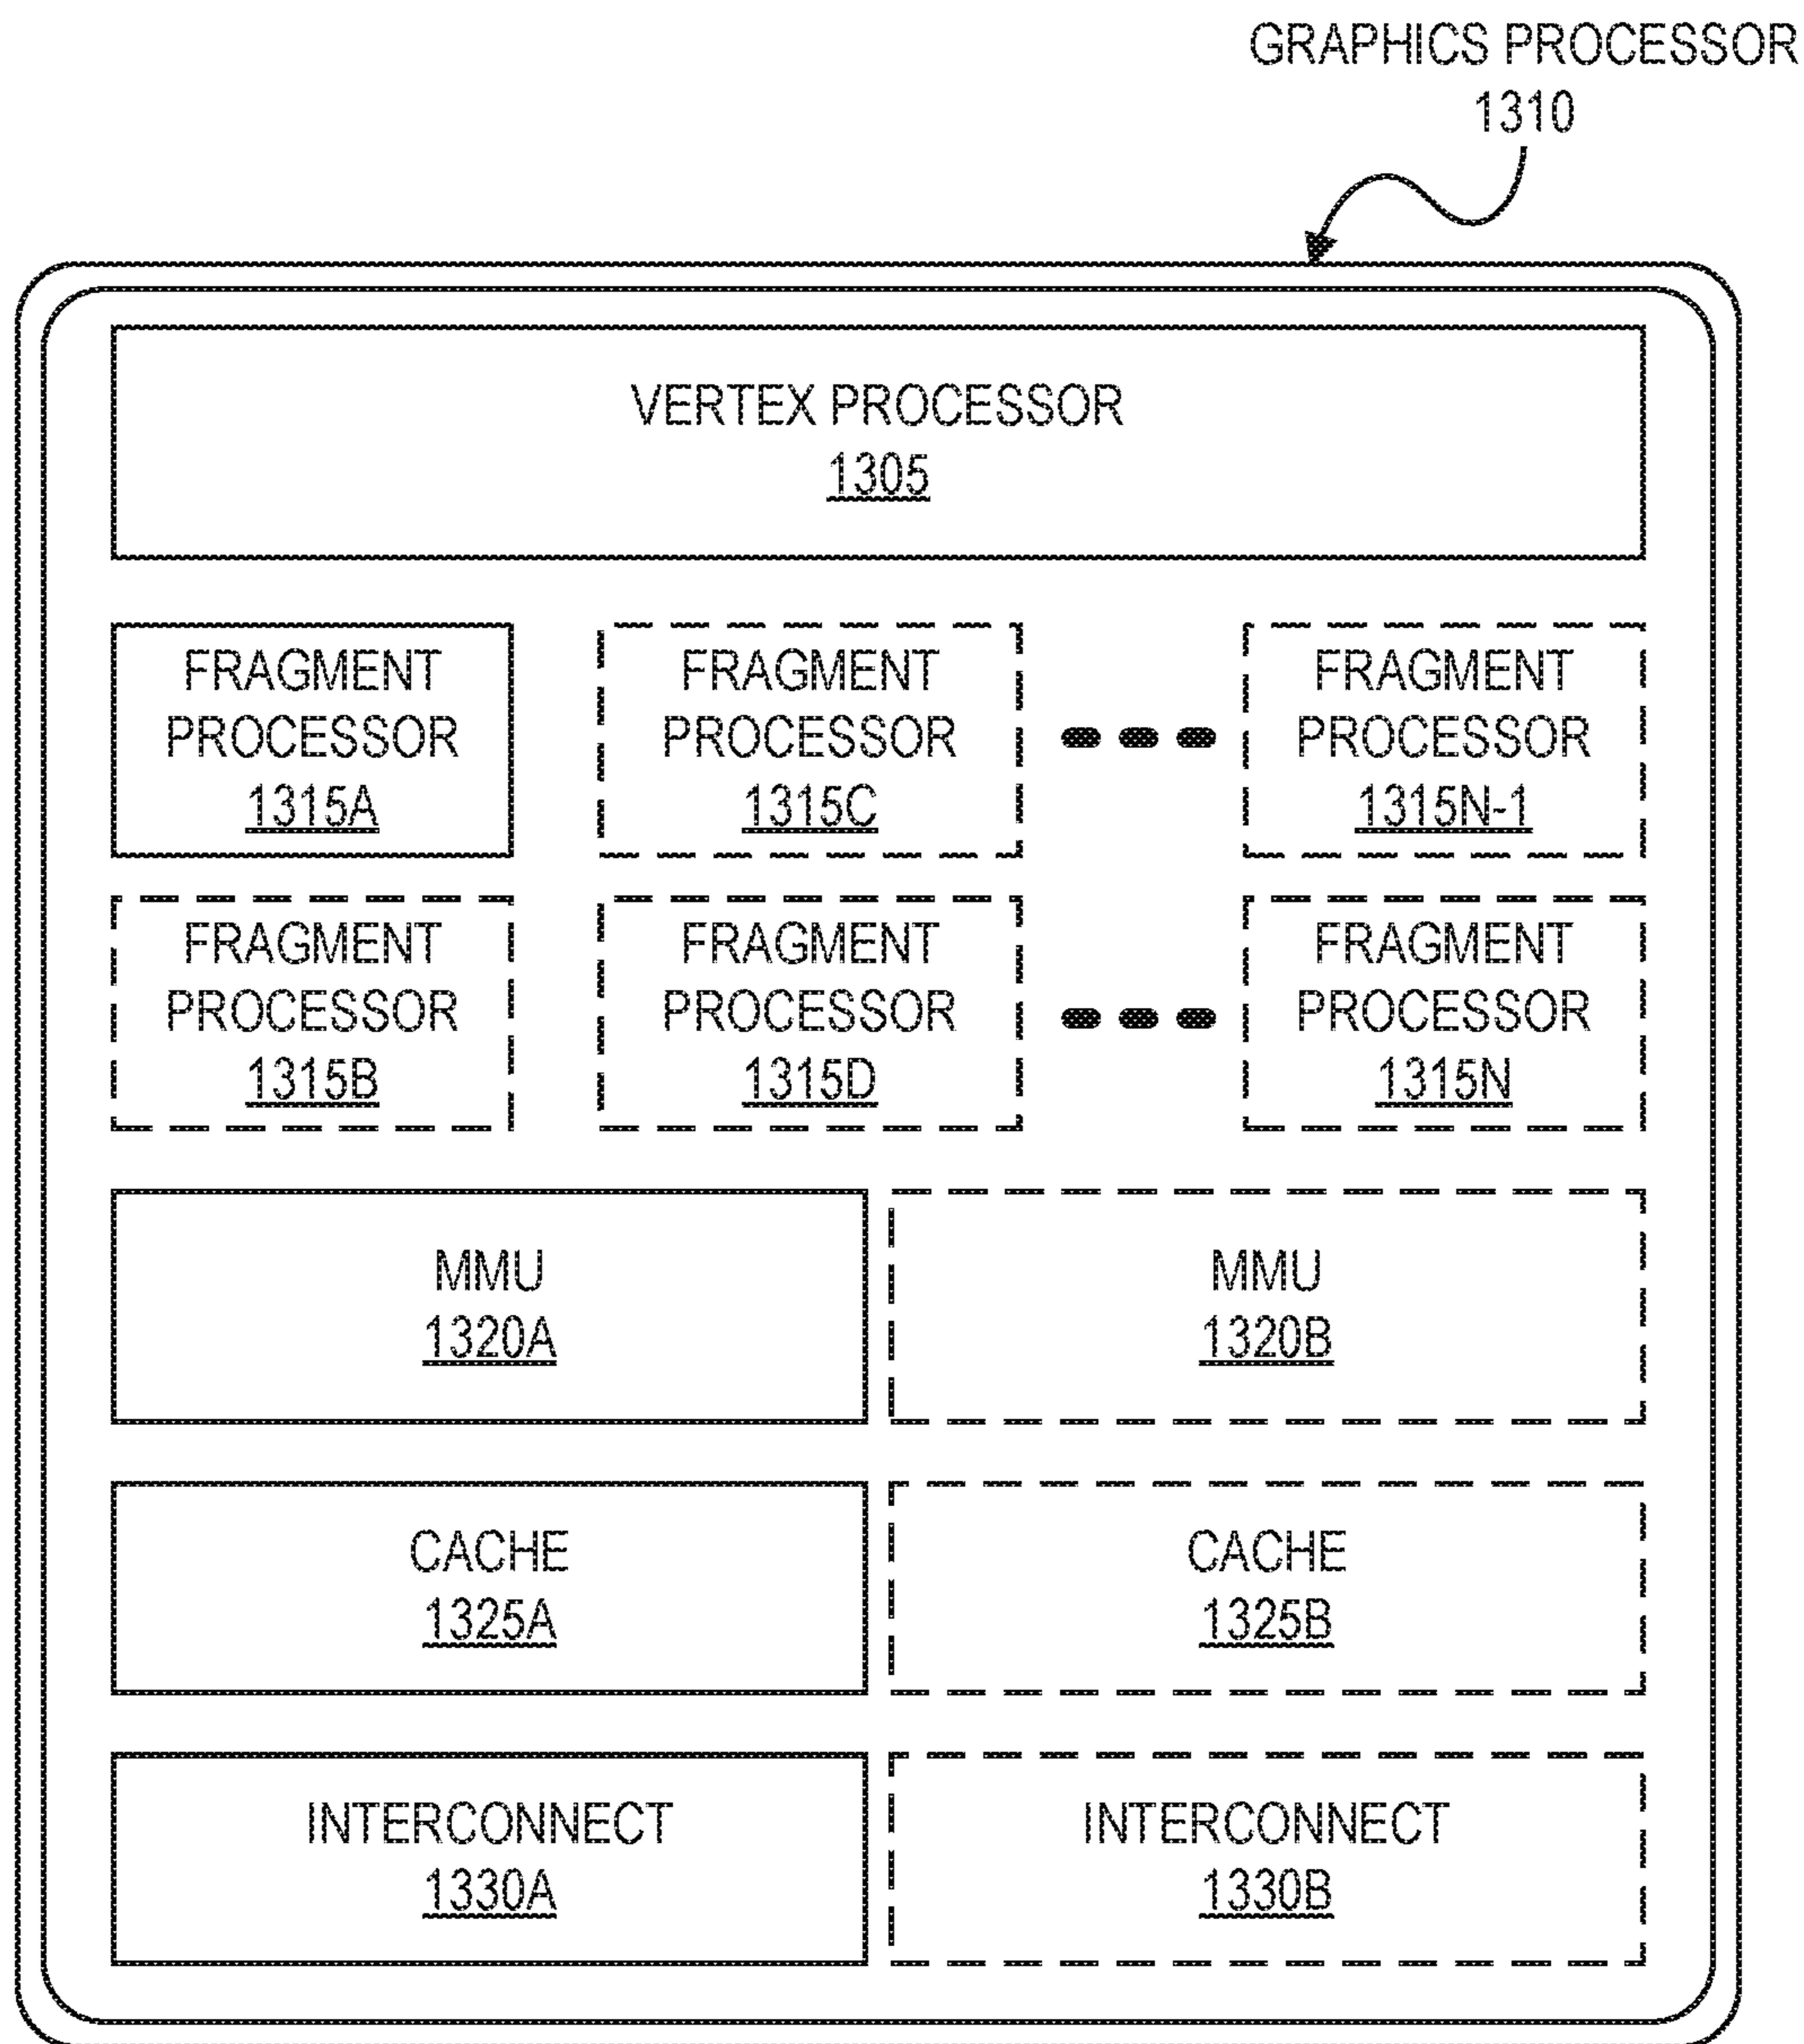 GRAPHICS PROCESSOR
1310
VERTEX PROCESSOR
1305
FRAGMENT
PROCESSOR
1315A
FRAGMENT
PROCESSOR
1315C
FRAGMENT
PROCESSOR
1315N-1
FRAGMENT
PROCESSOR
1315B
FRAGMENT
PROCESSOR
1315D
FRAGMENT
PROCESSOR
1315N
MMU
1320A
MMU
1320B
CACHE
1325A
CACHE
1325B
INTERCONNECT
1330A
INTERCONNECT
1330B